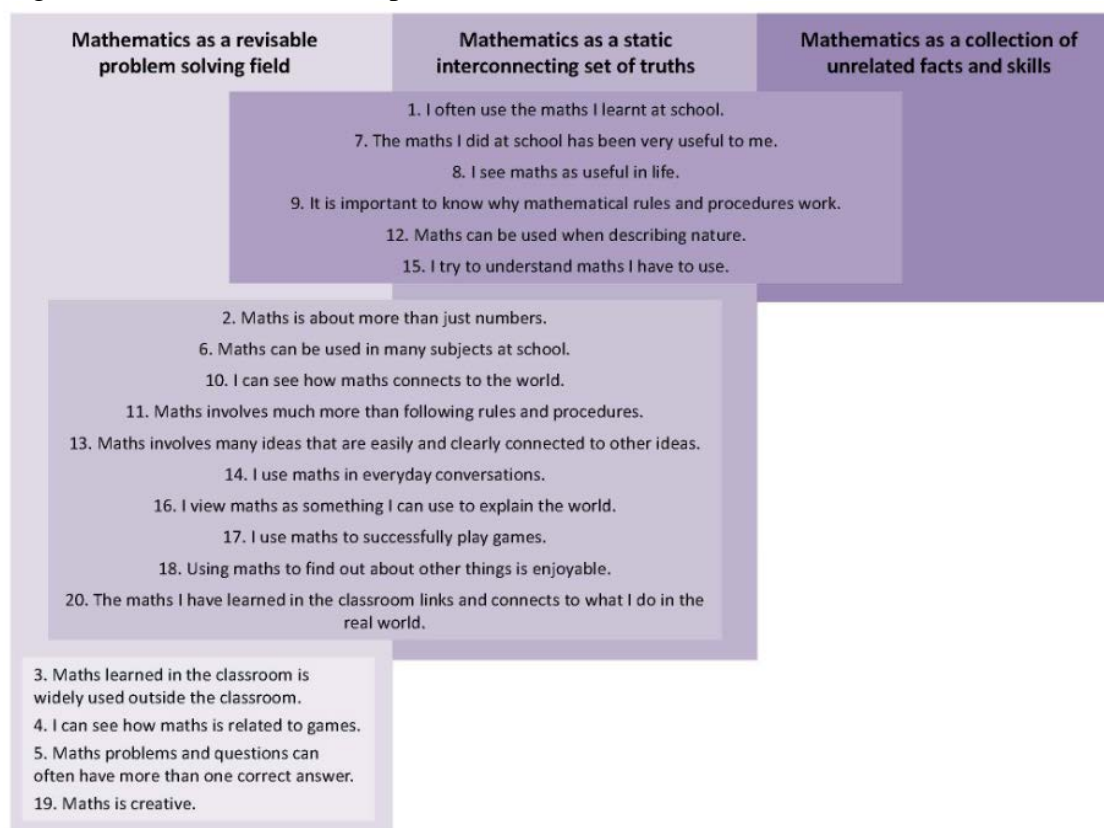 Mathematics as a revisable
problem solving field
Mathematics as a static
interconnecting set of truths
Mathematics as a collection of
unrelated facts and skills
1. I often use the maths I learnt at school.
7. The maths I did at school has been very useful to me.
8. I see maths as useful in life.
9. It is important to know why mathematical rules and procedures work.
12. Maths can be used when describing nature.
15. I try to understand maths I have to use.
2. Maths is about more than just numbers.
6. Maths can be used in many subjects at school.
10. I can see how maths connects to the world.
11. Maths involves much more than following rules and procedures.
13. Maths involves many ideas that are easily and clearly connected to other ideas.
14. I use maths in everyday conversations.
16. I view maths as something I can use to explain the world.
17. I use maths to successfully play games.
18. Using maths to find out about other things is enjoyable.
20. The maths I have learned in the classroom links and connects to what I do in the
real world.
3. Maths learned in the classroom is
widely used outside the classroom.
4. I can see how maths is related to games.
5. Maths problems and questions can
often have more than one correct answer.
19. Maths is creative.